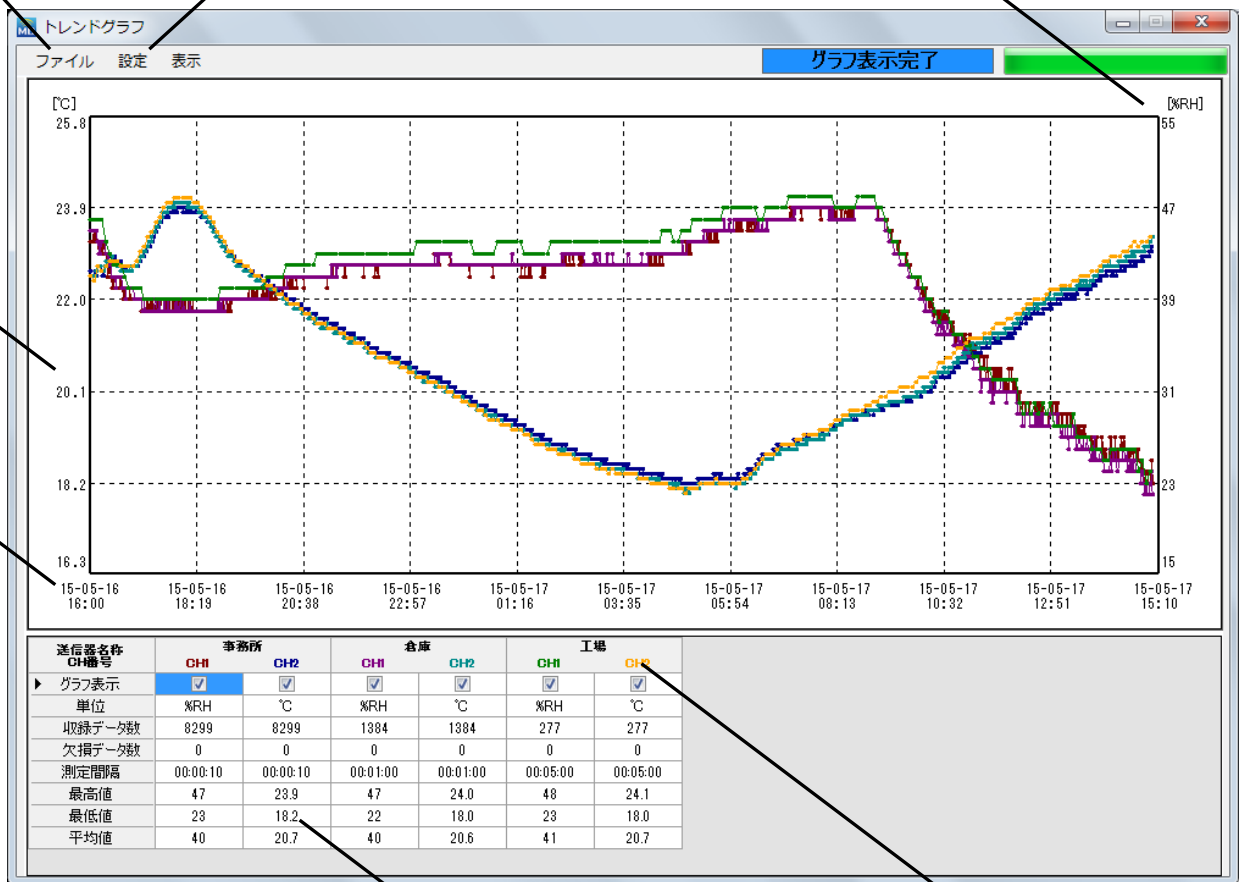 トレンドグラフ
ファイル 設定 表示 グラフ表示完了
[℃] [%RH]
25.8 55
23.9 47
22.0 39
20.1 31
18.2 23
16.3 15
15-05-16 15-05-16 15-05-16 15-05-16 15-05-17 15-05-17 15-05-17 15-05-17 15-05-17 15-05-17 15-05-17
16:00 18:19 20:38 22:57 01:16 03:35 05:54 08:13 10:32 12:51 15:10
送信器名称 事務所 倉庫 工場
CH番号 CH1 CH2 CH1 CH2 CH1 CH2
グラフ表示
単位 %RH ℃ %RH ℃ %RH ℃
収録データ数 8299 8299 1384 1384 277 277
欠損データ数 0 0 0 0 0 0
測定間隔 00:00:10 00:00:10 00:01:00 00:01:00 00:05:00 00:05:00
最高値 47 23.9 47 24.0 48 24.1
最低値 23 18.2 22 18.0 23 18.0
平均値 40 20.7 40 20.6 41 20.7